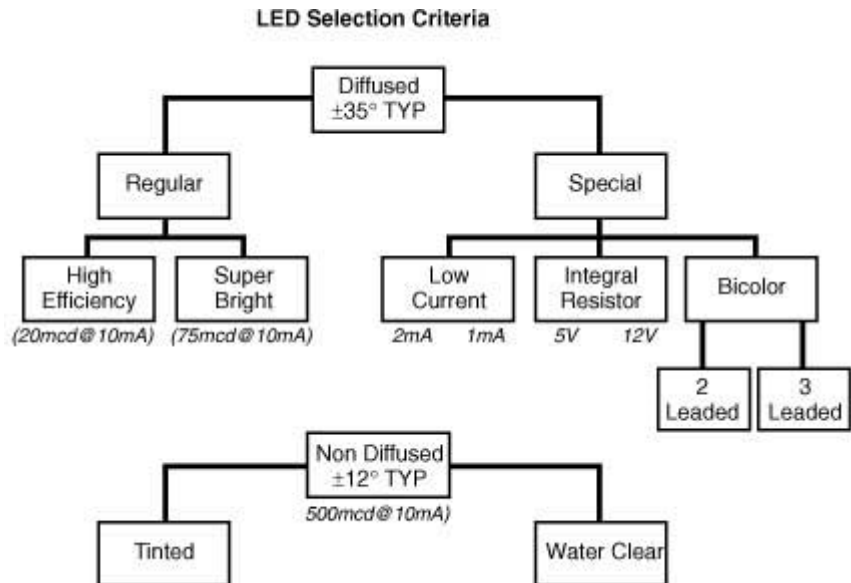 LED Selection Criteria
Diffused
±35° TYP
Regular
Special
High
Efficiency
(20mcd@10mA)
Super
Bright
(75mcd@10mA)
Low
Current
2mA 1mA
Integral
Resistor
5V 12V
Bicolor
2
Leaded
3
Leaded
Non Diffused
±12° TYP
500mcd@10mA)
Tinted
Water Clear